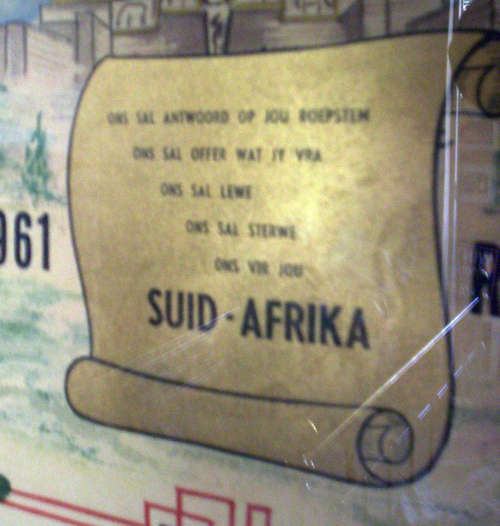 ONS SAL ANTWOORD OP JOU ROEPSTEM
ONS SAL OFFER WAT JY VRA
ONS SAL LEWE
ONS SAL STERWE
ONS VIR JOU
SUID-AFRIKA
961